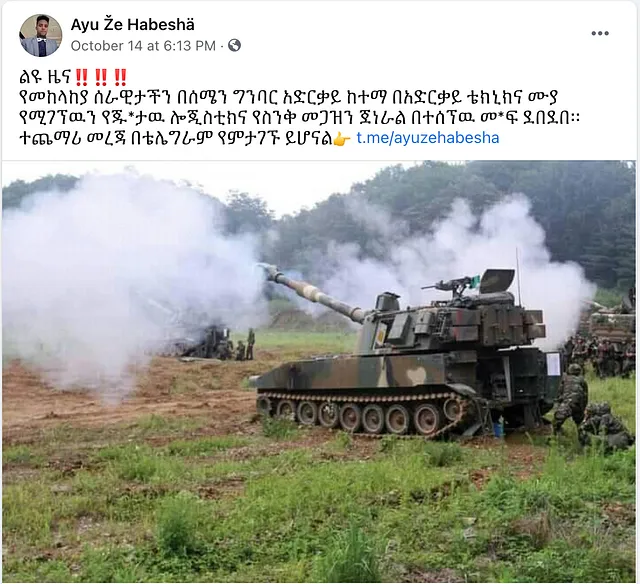 Ayu Že Habeshä
October 14 at 6:13 PM ·
ልዩ ዜና‼️‼️‼️
የመከላከያ ሰራዊታችን በሰሜን ግንባር አድርቃይ ከተማ በአድርቃይ ቴክኒክና ሙያ
የሚገኘዉን የጁ*ታዉ ሎጂስቲክና የስንቅ መጋዝን ጀነራል በተሰኘዉ መ*ፍ ደበደበ፡፡
ተጨማሪ መረጃ በቴሌግራም የምታገኙ ይሆናል👉 t.me/ayuzehabesha